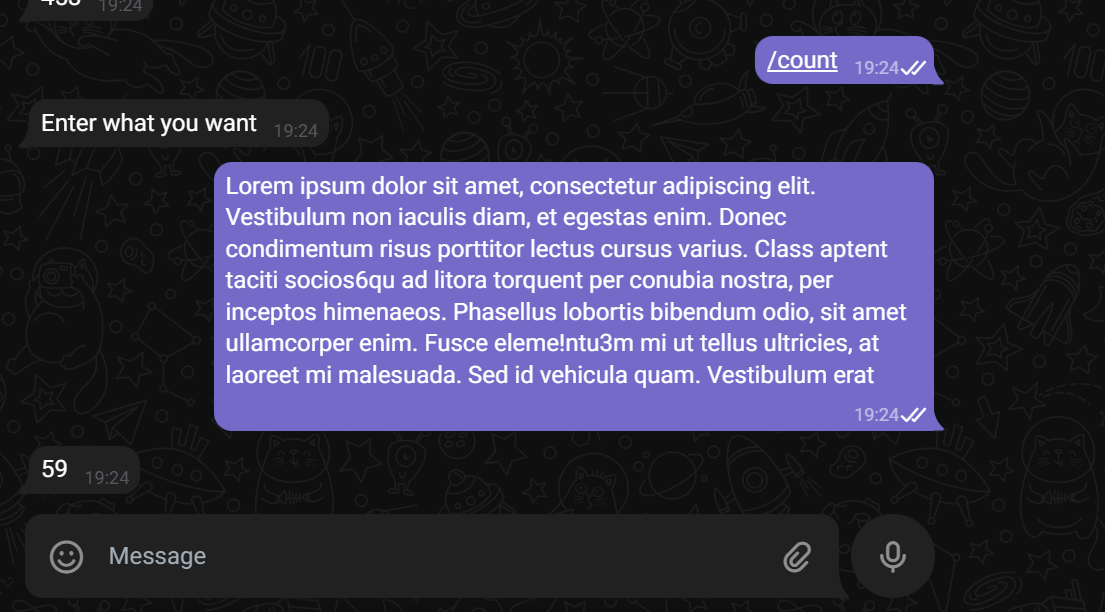 19:24
/count 19:24
Enter what you want 19:24
Lorem ipsum dolor sit amet, consectetur adipiscing elit.
Vestibulum non iaculis diam, et egestas enim. Donec
condimentum risus porttitor lectus cursus varius. Class aptent
taciti socios6qu ad litora torquent per conubia nostra, per
inceptos himenaeos. Phasellus lobortis bibendum odio, sit amet
ullamcorper enim. Fusce eleme!ntu3m mi ut tellus ultricies, at
laoreet mi malesuada. Sed id vehicula quam. Vestibulum erat
19:24
59 19:24
Message